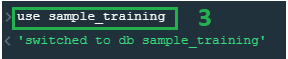 > use sample_training 3
< 'switched to db sample_training'